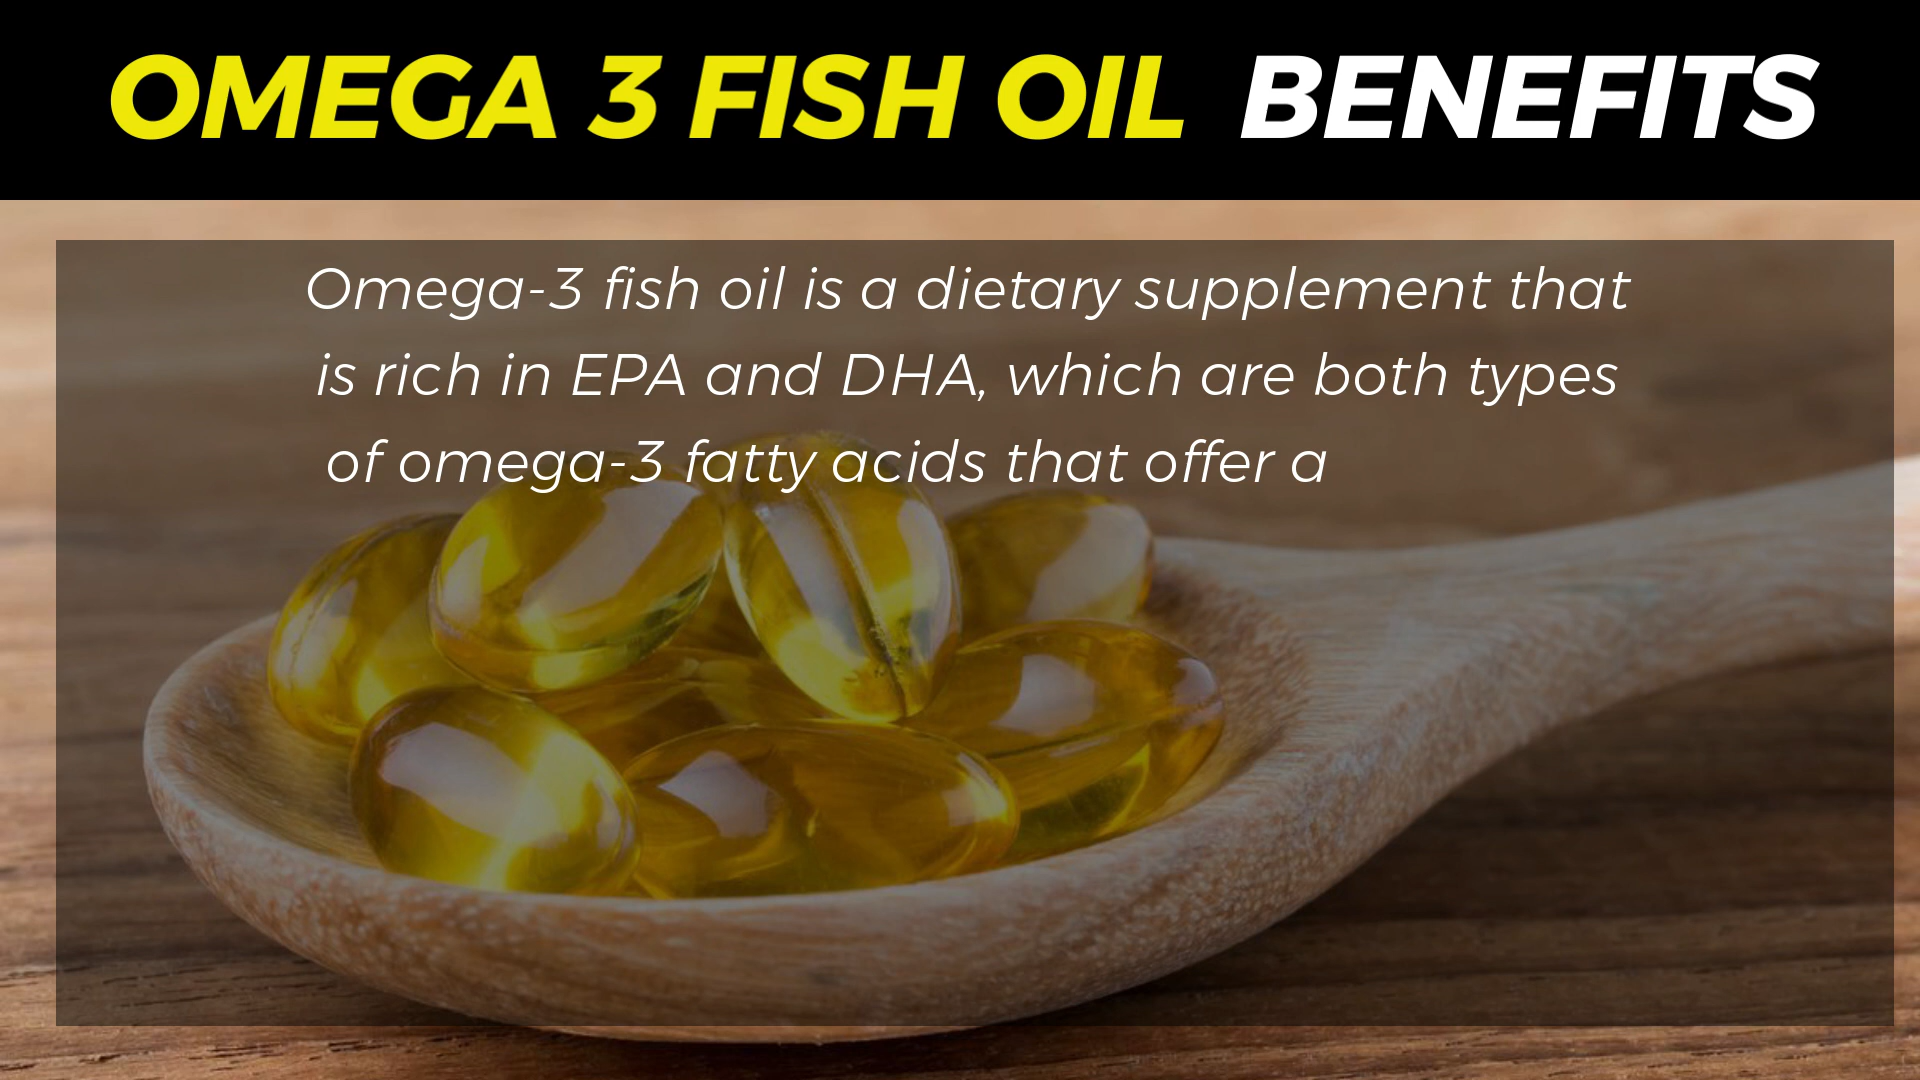 OMEGA 3 FISH OIL BENEFITS
Omega-3 fish oil is a dietary supplement that
is rich in EPA and DHA, which are both types
of omega-3 fatty acids that offer a